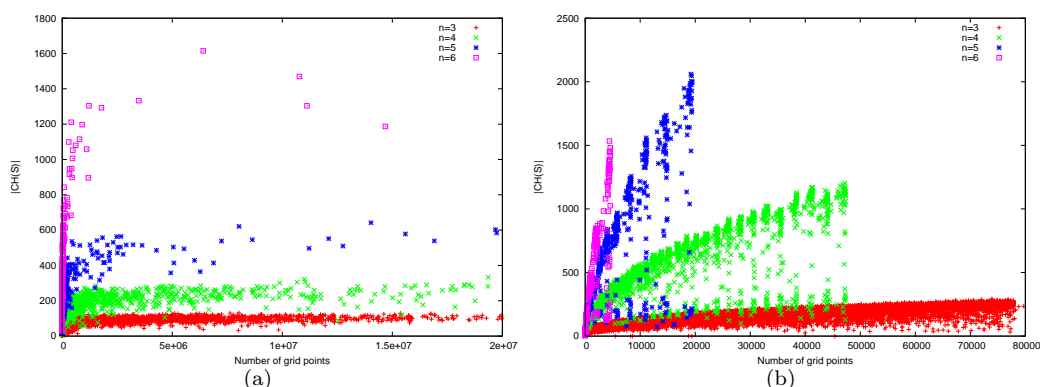 1800
1600
1400
1200
1000
800
600
400
200
0
|CH(S)|
0
5e+06
1e+07
1.5e+07
2e+07
Number of grid points
n=3
n=4
n=5
n=6
(a)
2500
2000
1500
1000
500
0
|CH(S)|
0
10000
20000
30000
40000
50000
60000
70000
80000
Number of grid points
n=3
n=4
n=5
n=6
(b)